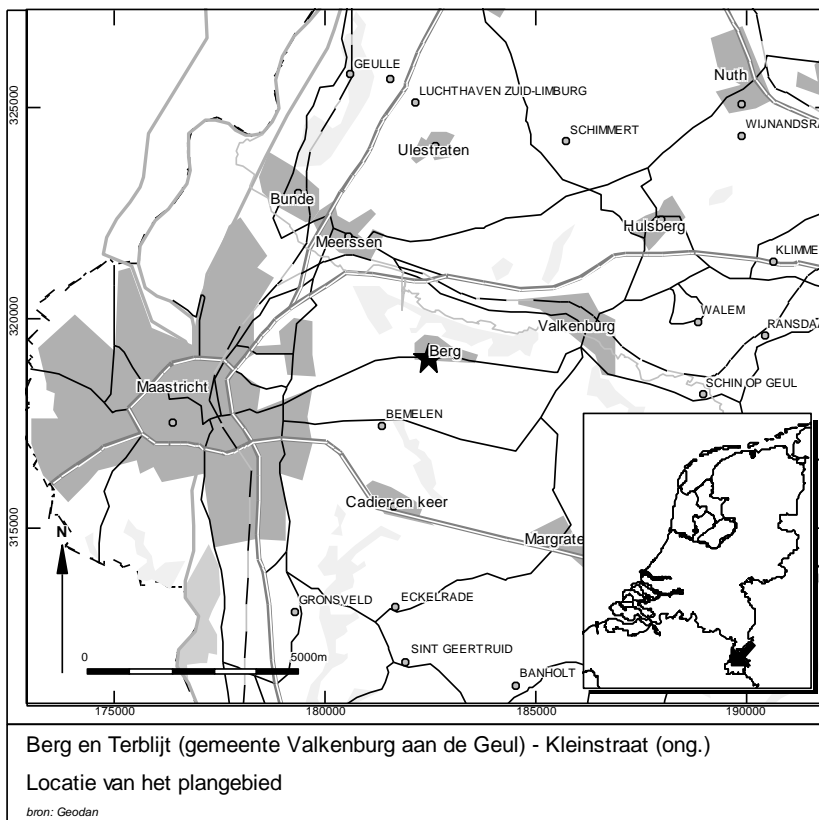 GEULLE
LUCHTHAVEN ZUID-LIMBURG
Nuth
325000
SCHIMMERT
WIJNANDSRA
Ulestraten
Bunde
Hulsberg
Meerssen
KLIMME
320000
WALEM
Valkenburg
RANSDAA
Berg
Maastricht
SCHIN OP GEUL
BEMELEN
Cadier en keer
315000
N
Margrate
GRONSVELD
ECKELRADE
0 5000m
SINT GEERTRUID
BANHOLT
175000 180000 185000 190000
Berg en Terblijt (gemeente Valkenburg aan de Geul) - Kleinstraat (ong.)
Locatie van het plangebied
bron: Geodan